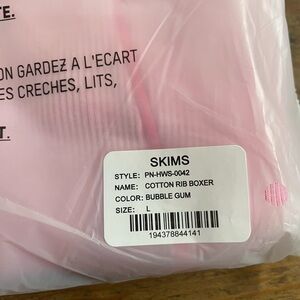 TE.
ON GARDEZ A L'ECART
ES CRECHES, LITS,
T.
SKIMS
STYLE: PN-HWS-0042
NAME: COTTON RIB BOXER
COLOR: BUBBLE GUM
SIZE: L
194378844141